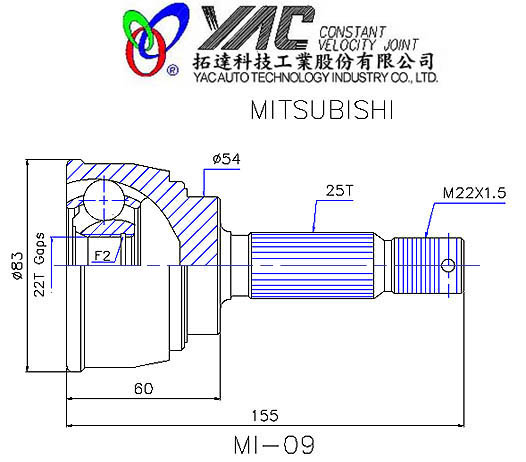 YAC CONSTANT
VELOCITY JOINT
®
拓達科技工業股份有限公司
YAC AUTO TECHNOLOGY INDUSTRY CO., LTD.
MITSUBISHI
ø54
25T
M22X1.5
ø83
22T Gaps
F2
60
155
MI-09